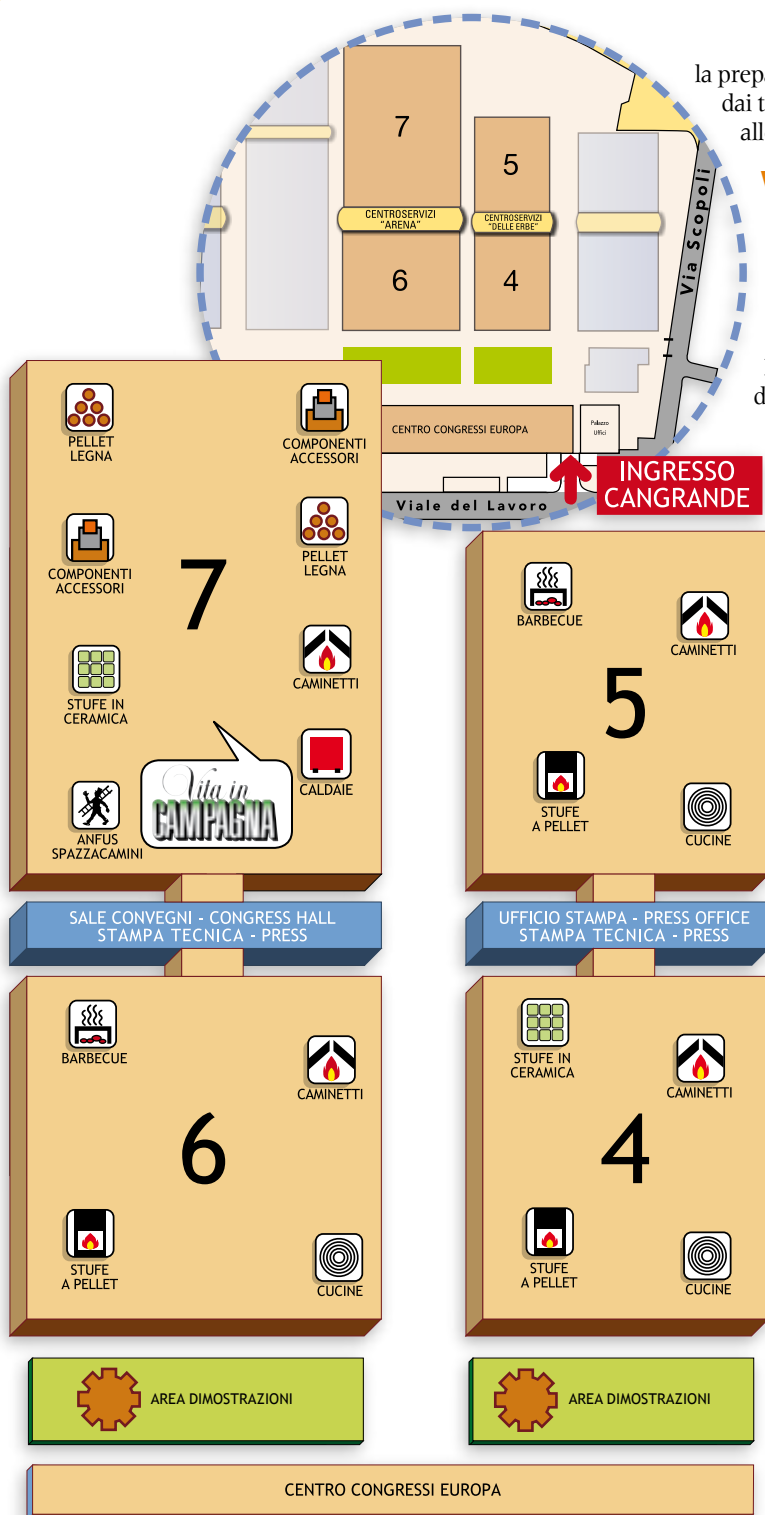 la prepa
dai t
all
7
5
CENTROSERVIZI
"ARENA"
CENTROSERVIZI
"DELLE ERBE"
6
4
Via Scopoli
d
CENTRO CONGRESSI EUROPA
Palazzo
Uffici
Viale del Lavoro
INGRESSO
CANGRANDE
PELLET
LEGNA
COMPONENTI
ACCESSORI
COMPONENTI
ACCESSORI
PELLET
LEGNA
7
STUFE IN
CERAMICA
CAMINETTI
Vita in
CAMPAGNA
CALDAIE
ANFUS
SPAZZACAMINI
BARBECUE
CAMINETTI
5
STUFE
A PELLET
CUCINE
SALE CONVEGNI - CONGRESS HALL
STAMPA TECNICA - PRESS
UFFICIO STAMPA - PRESS OFFICE
STAMPA TECNICA - PRESS
BARBECUE
CAMINETTI
6
STUFE
A PELLET
CUCINE
STUFE IN
CERAMICA
CAMINETTI
4
STUFE
A PELLET
CUCINE
AREA DIMOSTRAZIONI
AREA DIMOSTRAZIONI
CENTRO CONGRESSI EUROPA